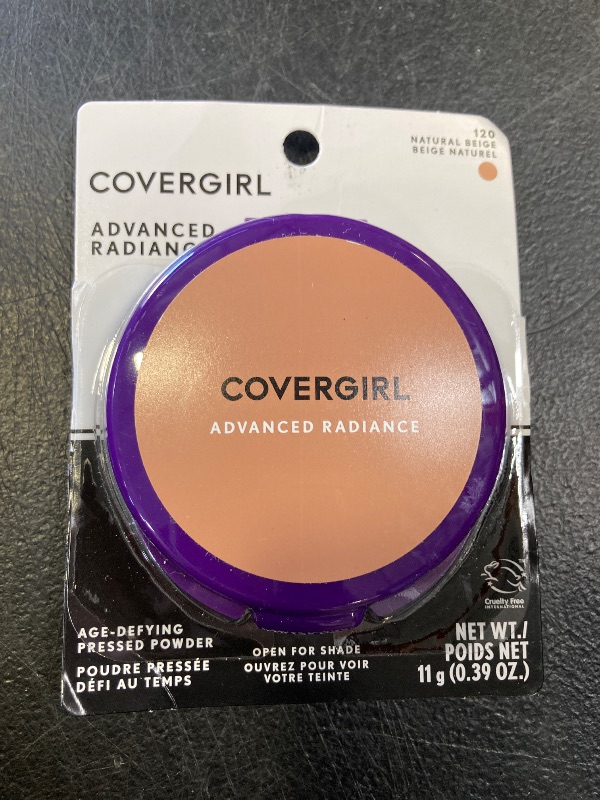 120
NATURAL BEIGE
BEIGE NATUREL
COVERGIRL
ADVANCED
RADIANC
COVERGIRL
ADVANCED RADIANCE
Cruelty Free
INTERNATIONAL
AGE-DEFYING
PRESSED POWDER
POUDRE PRESSÉE
DÉFI AU TEMPS
OPEN FOR SHADE
OUVREZ POUR VOIR
VOTRE TEINTE
NET WT./
POIDS NET
11 g (0.39 OZ.)